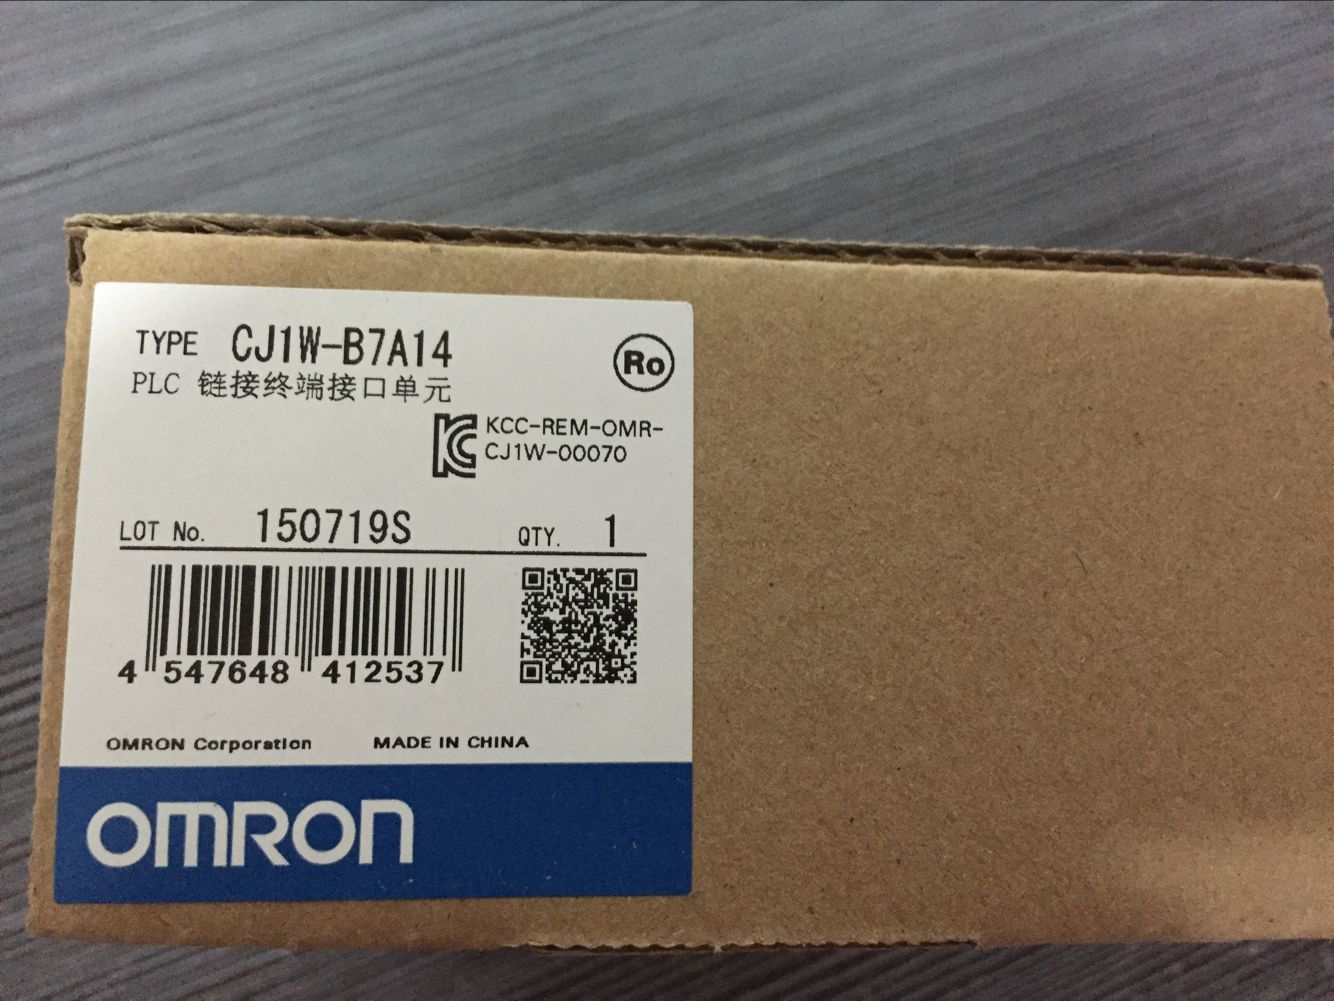 TYPE CJ1W-B7A14
Ro
PLC 链接终端接口单元
KC KCC-REM-OMR-
CJ1W-00070
LOT No. 150719S QTY. 1
4 547648 412537
OMRON Corporation MADE IN CHINA
OMRON